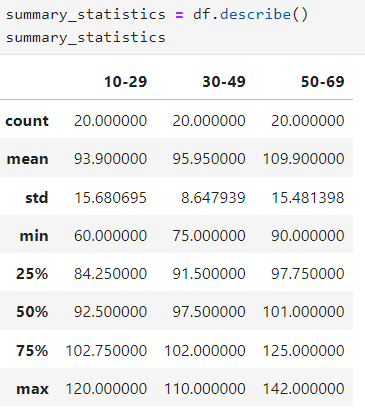 summary_statistics = df.describe()
summary_statistics
10-29 30-49 50-69
count 20.000000 20.000000 20.000000
mean 93.900000 95.950000 109.900000
std 15.680695 8.647939 15.481398
min 60.000000 75.000000 90.000000
25% 84.250000 91.500000 97.750000
50% 92.500000 97.500000 101.000000
75% 102.750000 102.000000 125.000000
max 120.000000 110.000000 142.000000